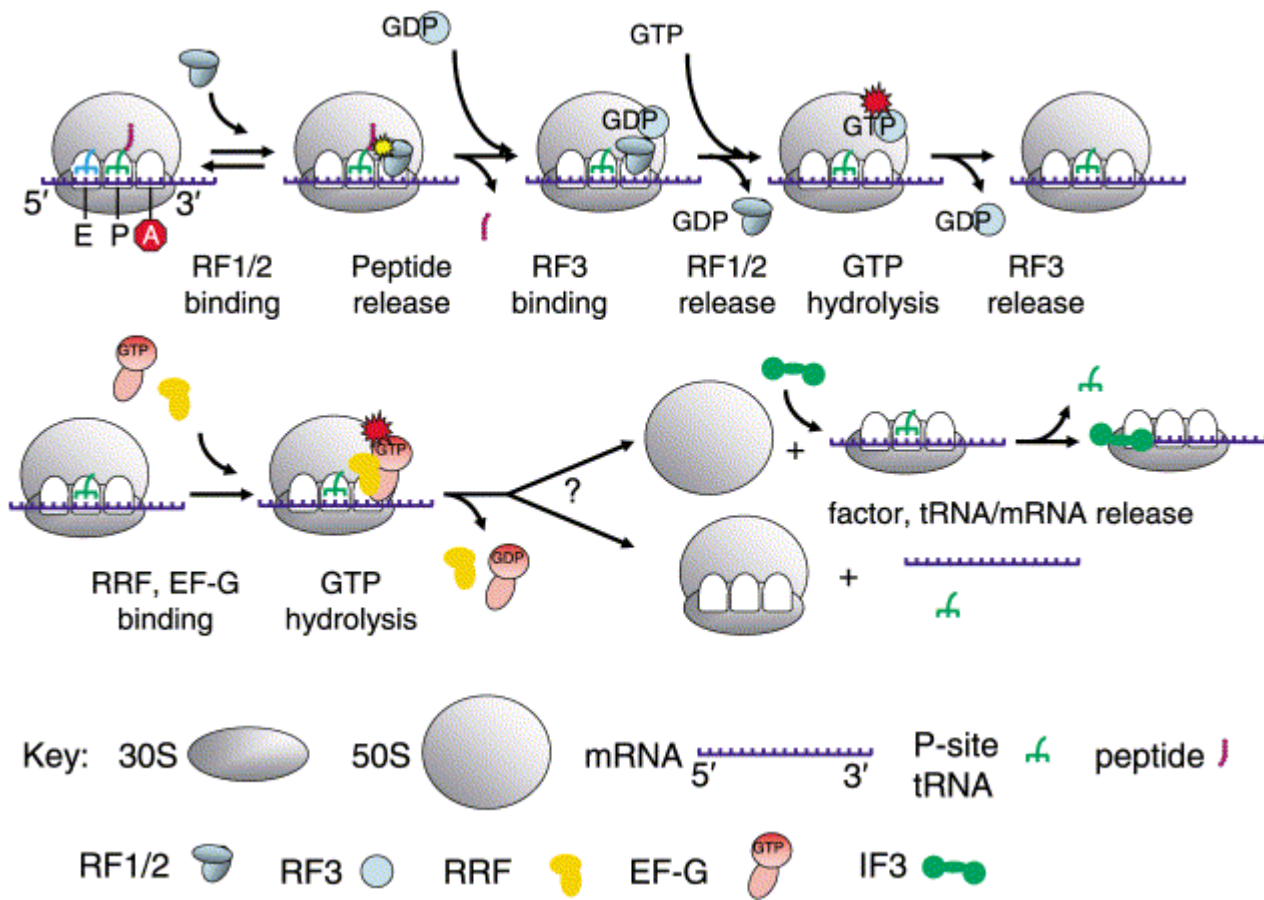 GDP
GTP
GDP
GTP
5′ 3′
E P A
GDP
GDP
RF1/2 binding
Peptide release
RF3 binding
RF1/2 release
GTP hydrolysis
RF3 release
GTP
GTP
+
?
factor, tRNA/mRNA release
GDP
+
RRF, EF-G binding
GTP hydrolysis
Key: 30S 50S mRNA 5′ 3′ P-site tRNA peptide
RF1/2 RF3 RRF EF-G GTP IF3